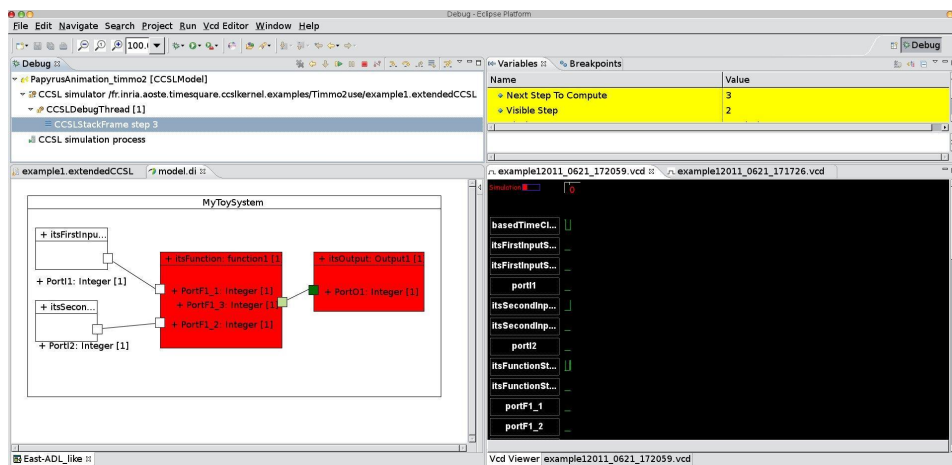 Debug - Eclipse Platform
File Edit Navigate Search Project Run Vcd Editor Window Help
100.
Debug
Debug
PapyrusAnimation_timmo2 [CCSLModel]
CCSL simulator /fr.inria.aoste.timesquare.ccslkernel.examples/Timmo2use/example1.extendedCCSL
CCSLDebugThread [1]
CCSLStackFrame step 3
CCSL simulation process
Variables
Breakpoints
Name Value
Next Step To Compute 3
Visible Step 2
example1.extendedCCSL
model.di
MyToySystem
+ itsFirstInpu...
+ PortI1: Integer [1]
+ itsSecon...
+ PortI2: Integer [1]
+ itsFunction: function1 [1
+ PortF1_1: Integer [1]
+ PortF1_3: Integer [1]
+ PortF1_2: Integer [1]
+ itsOutput: Output1 [1]
+ PortO1: Integer [1]
East-ADL_like
example12011_0621_172059.vcd
example12011_0621_171726.vcd
Simulation
0
basedTimeCl...
itsFirstInputS...
itsFirstInputS...
portI1
itsSecondInp...
itsSecondInp...
portI2
itsFunctionSt...
itsFunctionSt...
portF1_1
portF1_2
Vcd Viewer example12011_0621_172059.vcd